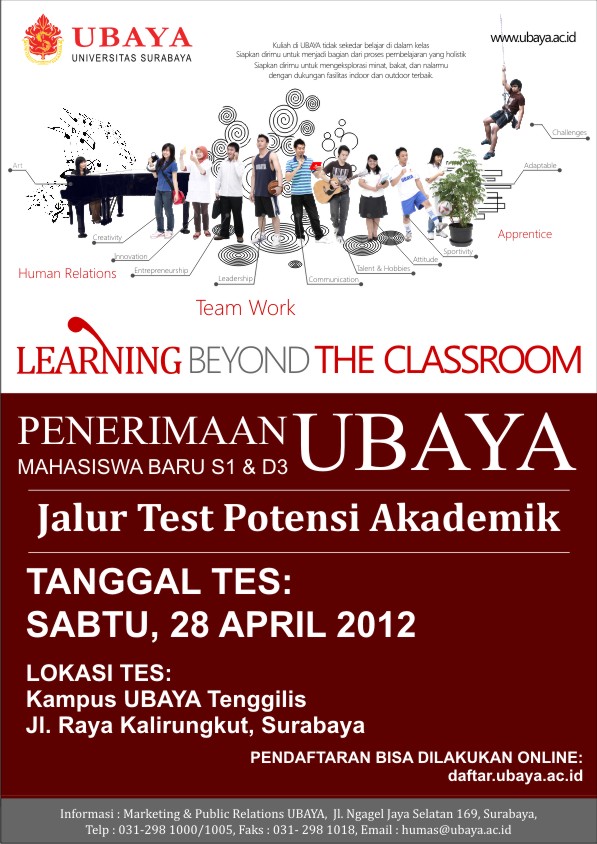 UBAYA
UNIVERSITAS SURABAYA
Kuliah di UBAYA tidak sekedar belajar di dalam kelas
Siapkan dirimu untuk menjadi bagian dari proses pembelajaran yang holistik
Siapkan dirimu untuk mengeksplorasi minat, bakat, dan nalarmu
dengan dukungan fasilitas indoor dan outdoor terbaik.
www.ubaya.ac.id
Challenges
Art
Adaptable
Creativity
Apprentice
Innovation
Sportivity
Attitude
Human Relations
Entrepreneurship
Talent & Hobbies
Leadership
Communication
Team Work
LEARNING BEYOND THE CLASSROOM
PENERIMAAN UBAYA
MAHASISWA BARU S1 & D3
Jalur Test Potensi Akademik
TANGGAL TES:
SABTU, 28 APRIL 2012
LOKASI TES:
Kampus UBAYA Tenggilis
Jl. Raya Kalirungkut, Surabaya
PENDAFTARAN BISA DILAKUKAN ONLINE:
daftar.ubaya.ac.id
Informasi : Marketing & Public Relations UBAYA, Jl. Ngagel Jaya Selatan 169, Surabaya,
Telp : 031-298 1000/1005, Faks : 031- 298 1018, Email : humas@ubaya.ac.id